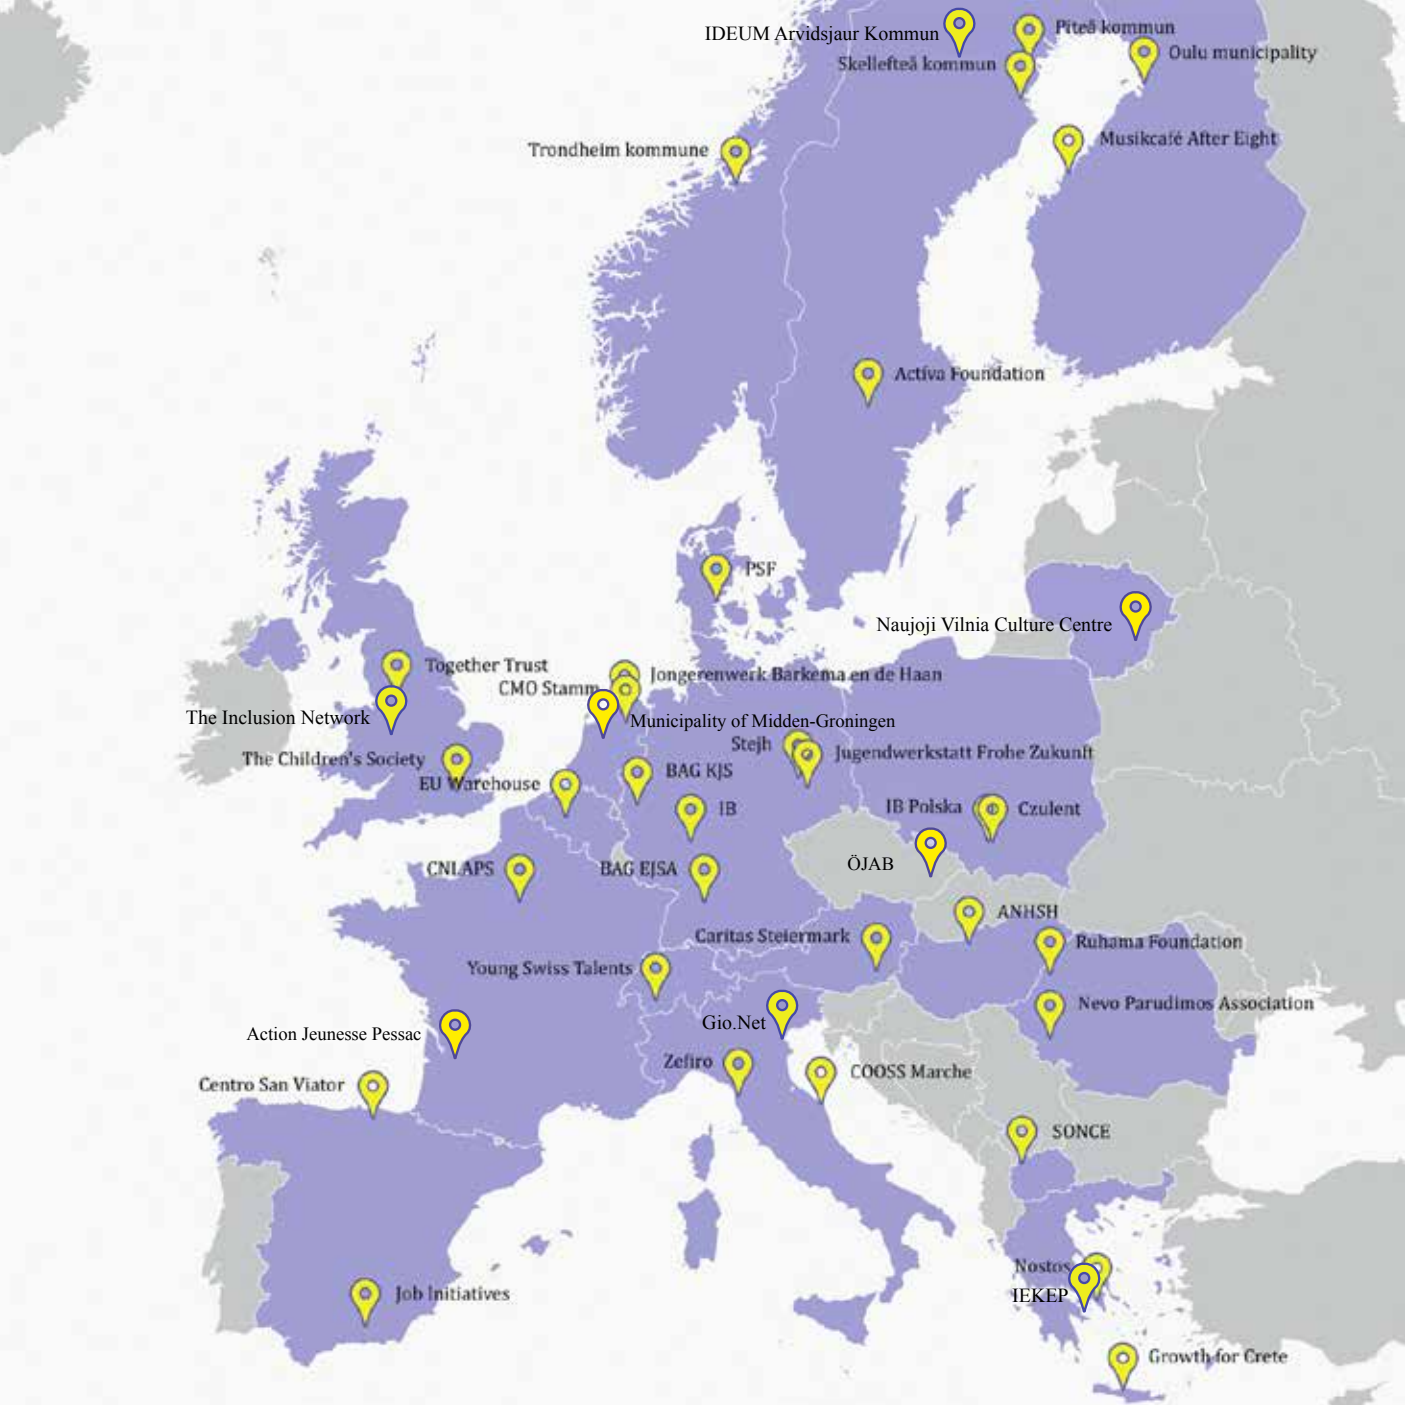 IDEUM Arvidsjaur Kommun
Piteå kommun
Oulu municipality
Skellefteå kommun
Musikcafé After Eight
Trondheim kommune
Activa Foundation
PSF
Naujoji Vilnia Culture Centre
Together Trust
Jongerenwerk Barkema en de Haan
CMO Stamm
The Inclusion Network
Municipality of Midden-Groningen
Stejh
Jugendwerkstatt Frohe Zukunft
The Children's Society
BAG KJS
EU Warehouse
IB
IB Polska
Czulent
CNLAPS
BAG EJSA
ÖJAB
ANHSH
Caritas Steiermark
Ruhama Foundation
Young Swiss Talents
Nevo Parudimos Association
Gio.Net
Action Jeunesse Pessac
Zefiro
COOSS Marche
Centro San Viator
SONCE
Nostos
IEKEP
Job Initiatives
Growth for Crete